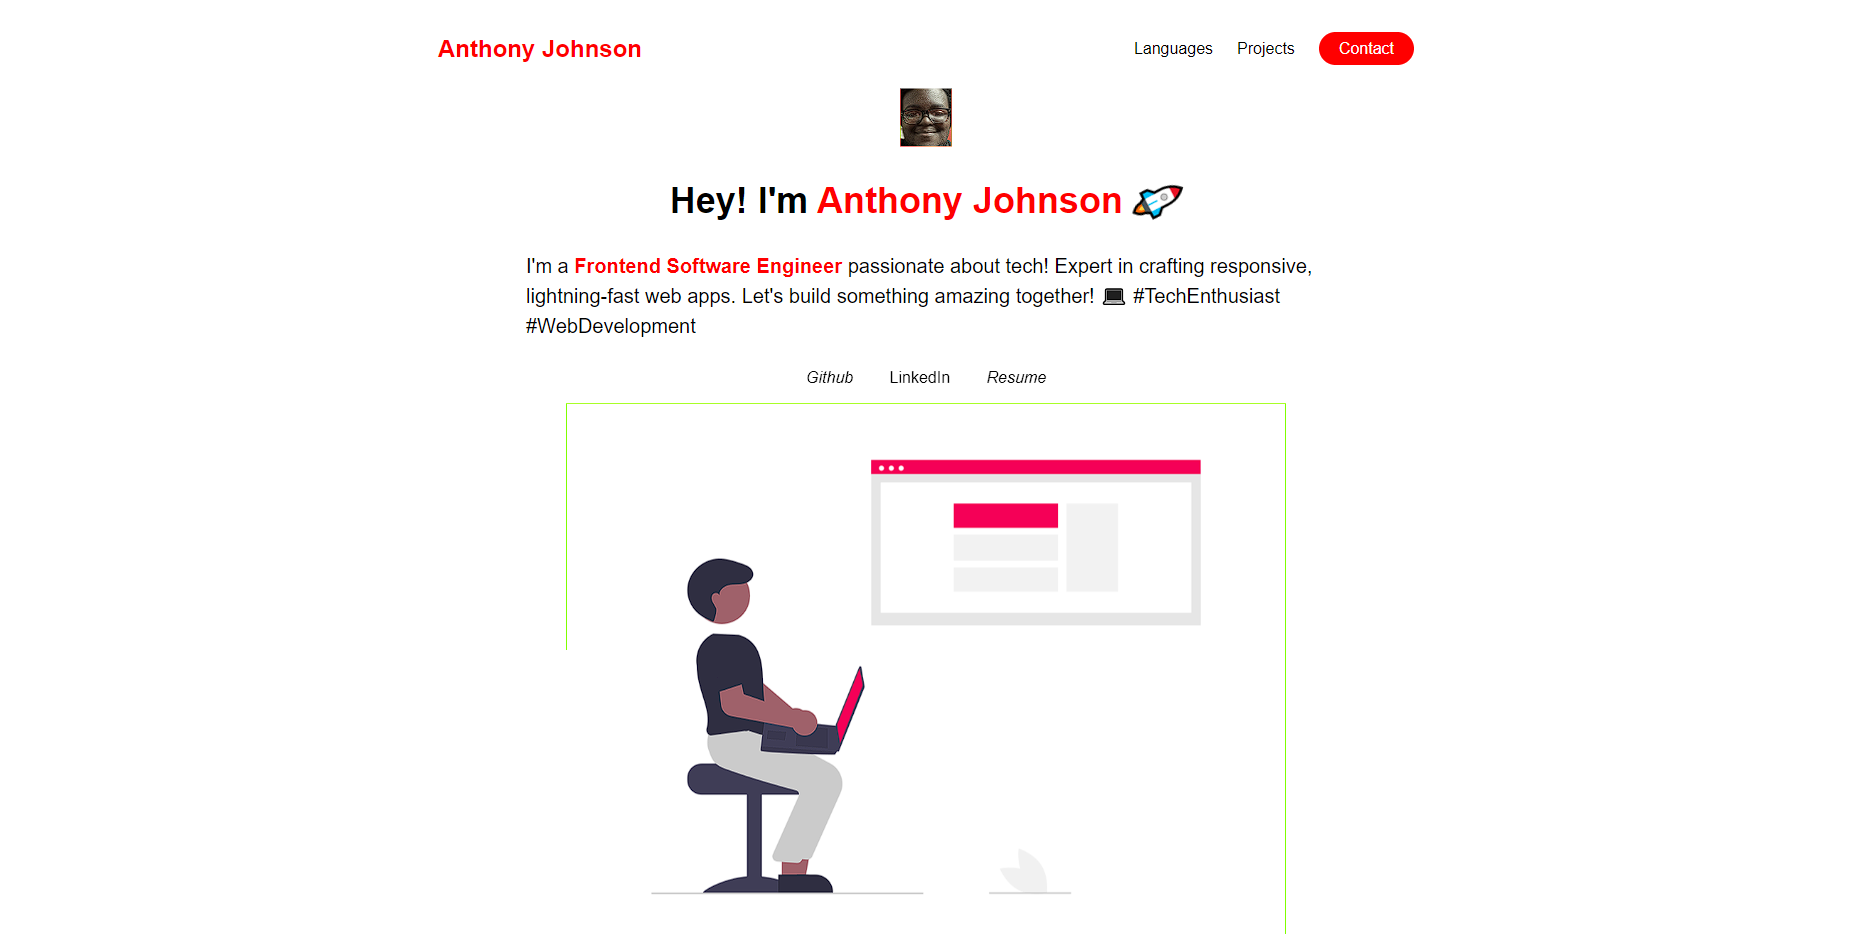 Anthony Johnson
Languages Projects Contact
Hey! I'm Anthony Johnson 🚀
I'm a Frontend Software Engineer passionate about tech! Expert in crafting responsive,
lightning-fast web apps. Let's build something amazing together! 💻 #TechEnthusiast
#WebDevelopment
Github LinkedIn Resume